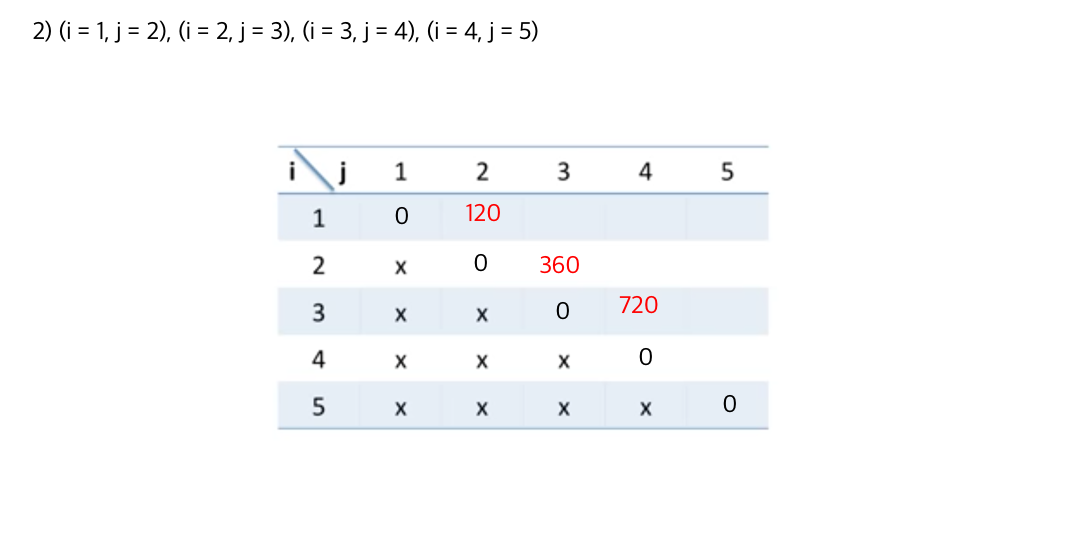 2) (i = 1, j = 2), (i = 2, j = 3), (i = 3, j = 4), (i = 4, j = 5)
i j 1 2 3 4 5
1 0 120
2 x 0 360
3 x x 0 720
4 x x x 0
5 x x x x 0